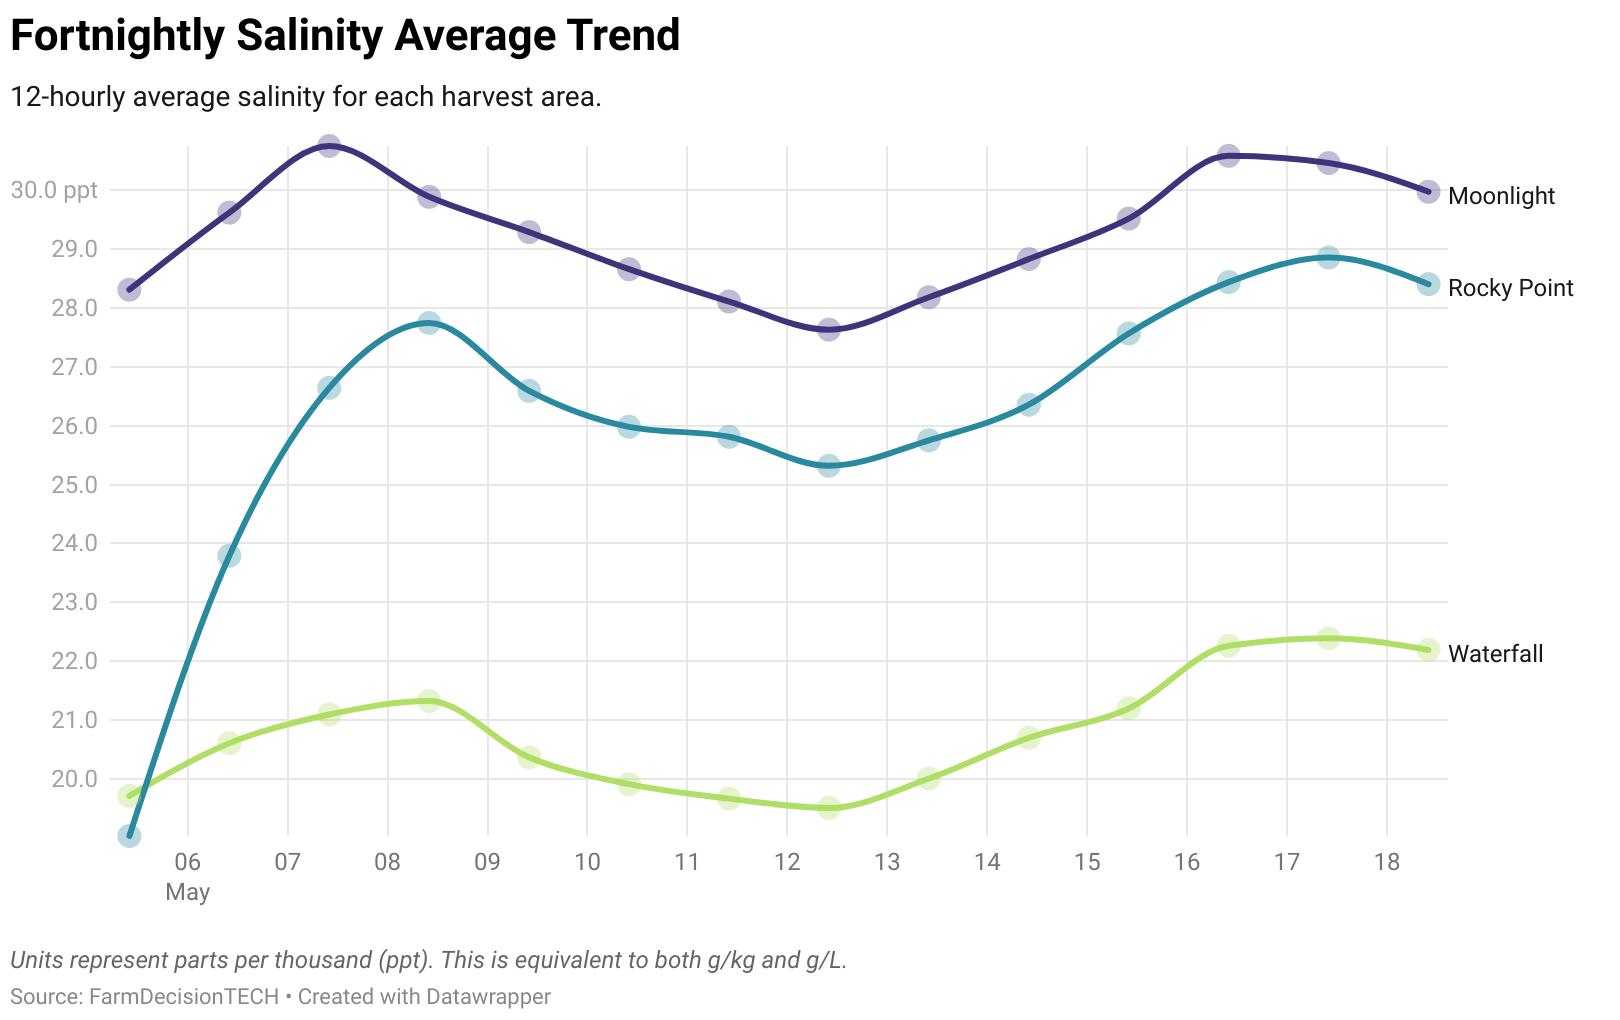 Fortnightly Salinity Average Trend
12-hourly average salinity for each harvest area.
30.0 ppt
29.0
28.0
27.0
26.0
25.0
24.0
23.0
22.0
21.0
20.0
Moonlight
Rocky Point
Waterfall
06 07 08 09 10 11 12 13 14 15 16 17 18
May
Units represent parts per thousand (ppt). This is equivalent to both g/kg and g/L.
Source: FarmDecisionTECH • Created with Datawrapper